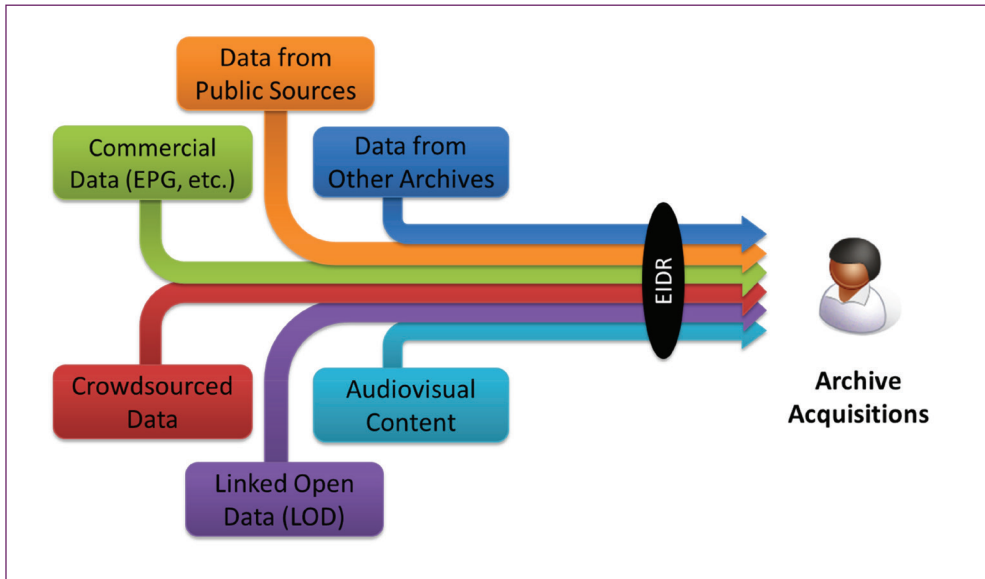 Data from
Public Sources
Commercial
Data (EPG, etc.)
Data from
Other Archives
EIDR
Crowdsourced
Data
Audiovisual
Content
Linked Open
Data (LOD)
Archive
Acquisitions